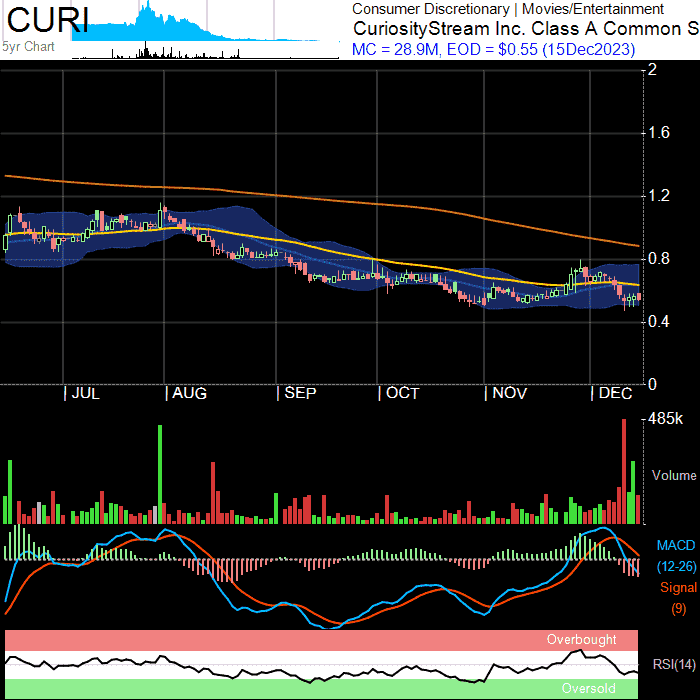 CURI
5yr Chart
Consumer Discretionary | Movies/Entertainment
CuriosityStream Inc. Class A Common S
MC = 28.9M, EOD = $0.55 (15Dec2023)
2
1.6
1.2
0.8
0.4
0
| JUL | AUG | SEP | OCT | NOV | DEC
485k
Volume
MACD
(12-26)
Signal
(9)
Overbought
RSI(14)
Oversold